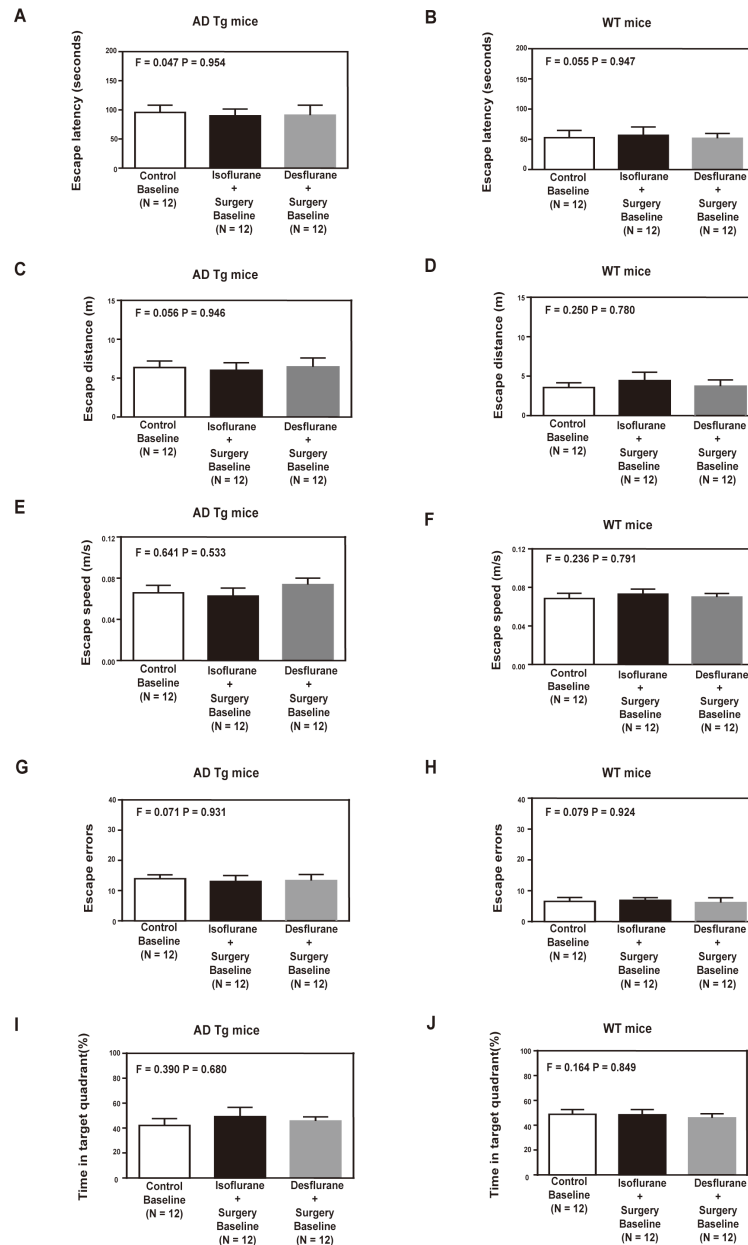 A
AD Tg mice
Escape latency (seconds)
200
150
100
50
0
F = 0.047 P = 0.954
Control
Baseline
(N = 12)
Isoflurane
+
Surgery
Baseline
(N = 12)
Desflurane
+
Surgery
Baseline
(N = 12)
B
WT mice
Escape latency (seconds)
200
150
100
50
0
F = 0.055 P = 0.947
Control
Baseline
(N = 12)
Isoflurane
+
Surgery
Baseline
(N = 12)
Desflurane
+
Surgery
Baseline
(N = 12)
C
AD Tg mice
Escape distance (m)
15
10
5
0
F = 0.056 P = 0.946
Control
Baseline
(N = 12)
Isoflurane
+
Surgery
Baseline
(N = 12)
Desflurane
+
Surgery
Baseline
(N = 12)
D
WT mice
Escape distance (m)
15
10
5
0
F = 0.250 P = 0.780
Control
Baseline
(N = 12)
Isoflurane
+
Surgery
Baseline
(N = 12)
Desflurane
+
Surgery
Baseline
(N = 12)
E
AD Tg mice
Escape speed (m/s)
0.12
0.08
0.04
0.00
F = 0.641 P = 0.533
Control
Baseline
(N = 12)
Isoflurane
+
Surgery
Baseline
(N = 12)
Desflurane
+
Surgery
Baseline
(N = 12)
F
WT mice
Escape speed (m/s)
0.12
0.08
0.04
0.00
F = 0.236 P = 0.791
Control
Baseline
(N = 12)
Isoflurane
+
Surgery
Baseline
(N = 12)
Desflurane
+
Surgery
Baseline
(N = 12)
G
AD Tg mice
Escape errors
40
30
20
10
0
F = 0.071 P = 0.931
Control
Baseline
(N = 12)
Isoflurane
+
Surgery
Baseline
(N = 12)
Desflurane
+
Surgery
Baseline
(N = 12)
H
WT mice
Escape errors
40
30
20
10
0
F = 0.079 P = 0.924
Control
Baseline
(N = 12)
Isoflurane
+
Surgery
Baseline
(N = 12)
Desflurane
+
Surgery
Baseline
(N = 12)
I
AD Tg mice
Time in target quadrant(%)
100
80
60
40
20
0
F = 0.390 P = 0.680
Control
Baseline
(N = 12)
Isoflurane
+
Surgery
Baseline
(N = 12)
Desflurane
+
Surgery
Baseline
(N = 12)
J
WT mice
Time in target quadrant(%)
100
80
60
40
20
0
F = 0.164 P = 0.849
Control
Baseline
(N = 12)
Isoflurane
+
Surgery
Baseline
(N = 12)
Desflurane
+
Surgery
Baseline
(N = 12)